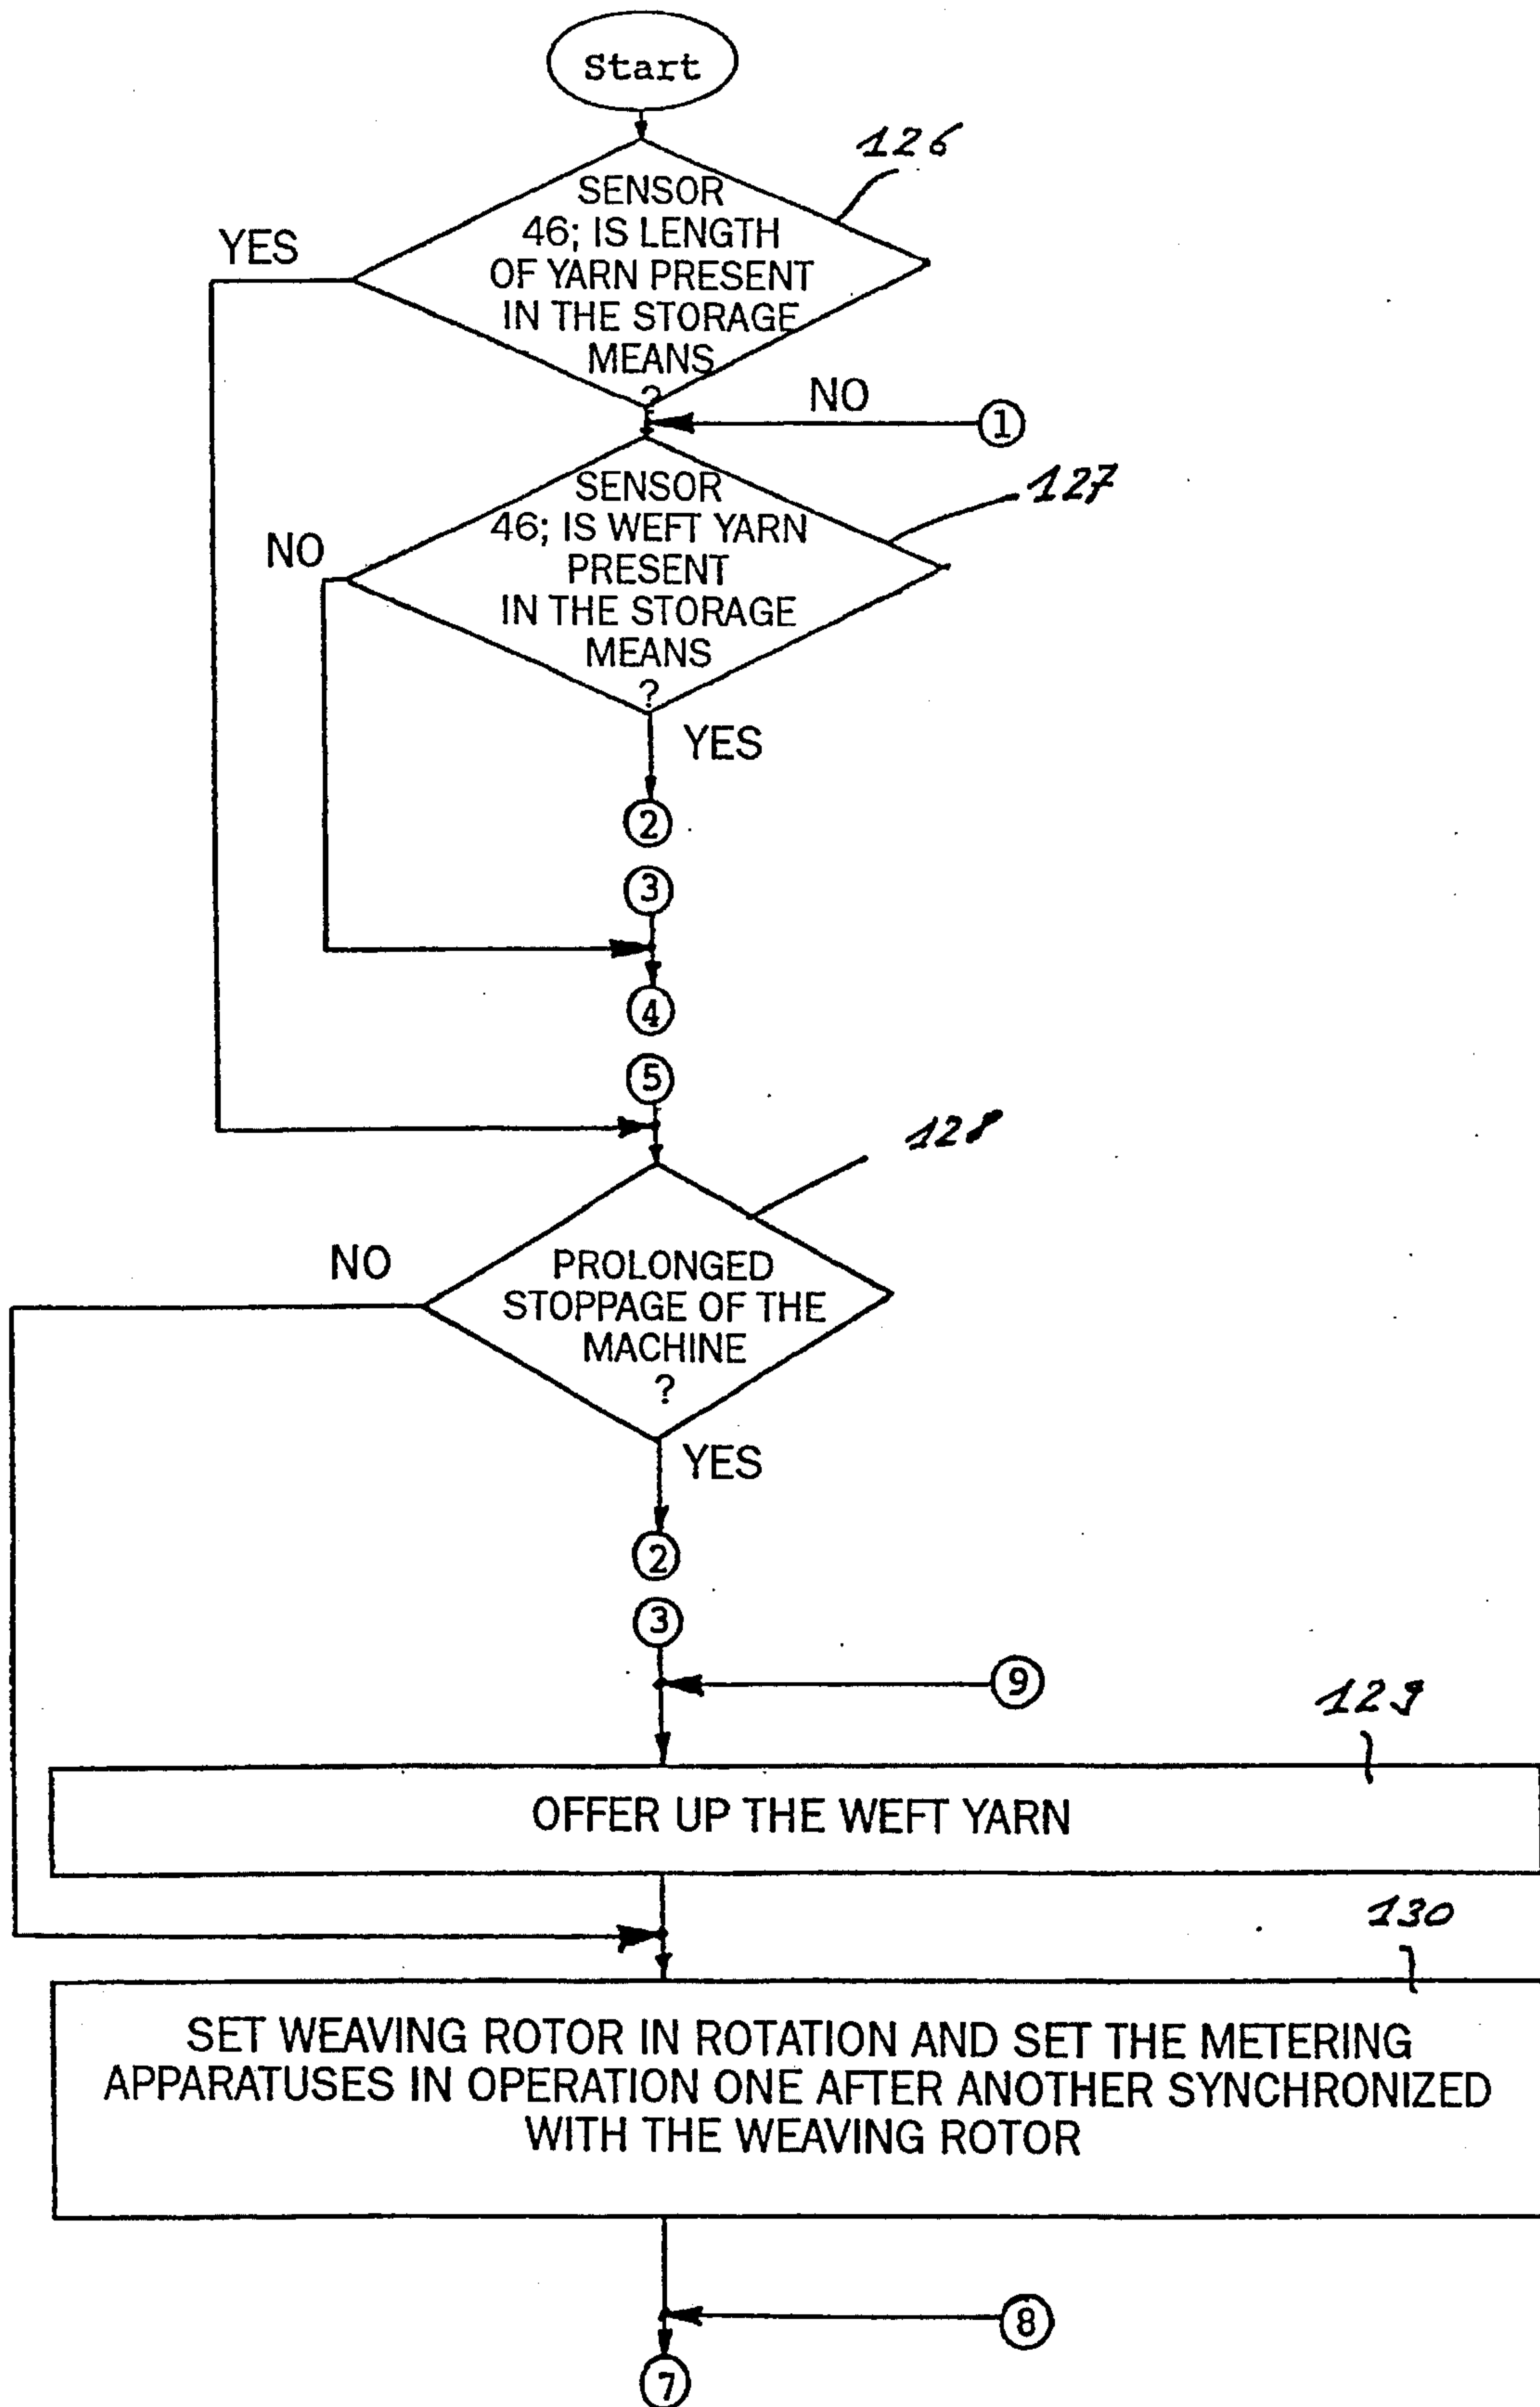 Start
126
SENSOR
46; IS LENGTH
OF YARN PRESENT
IN THE STORAGE
MEANS
?
YES
NO
1
127
SENSOR
46; IS WEFT YARN
PRESENT
IN THE STORAGE
MEANS
?
NO
YES
2
3
4
5
128
PROLONGED
STOPPAGE OF THE
MACHINE
?
NO
YES
2
3
9
129
OFFER UP THE WEFT YARN
130
SET WEAVING ROTOR IN ROTATION AND SET THE METERING
APPARATUSES IN OPERATION ONE AFTER ANOTHER SYNCHRONIZED
WITH THE WEAVING ROTOR
8
7